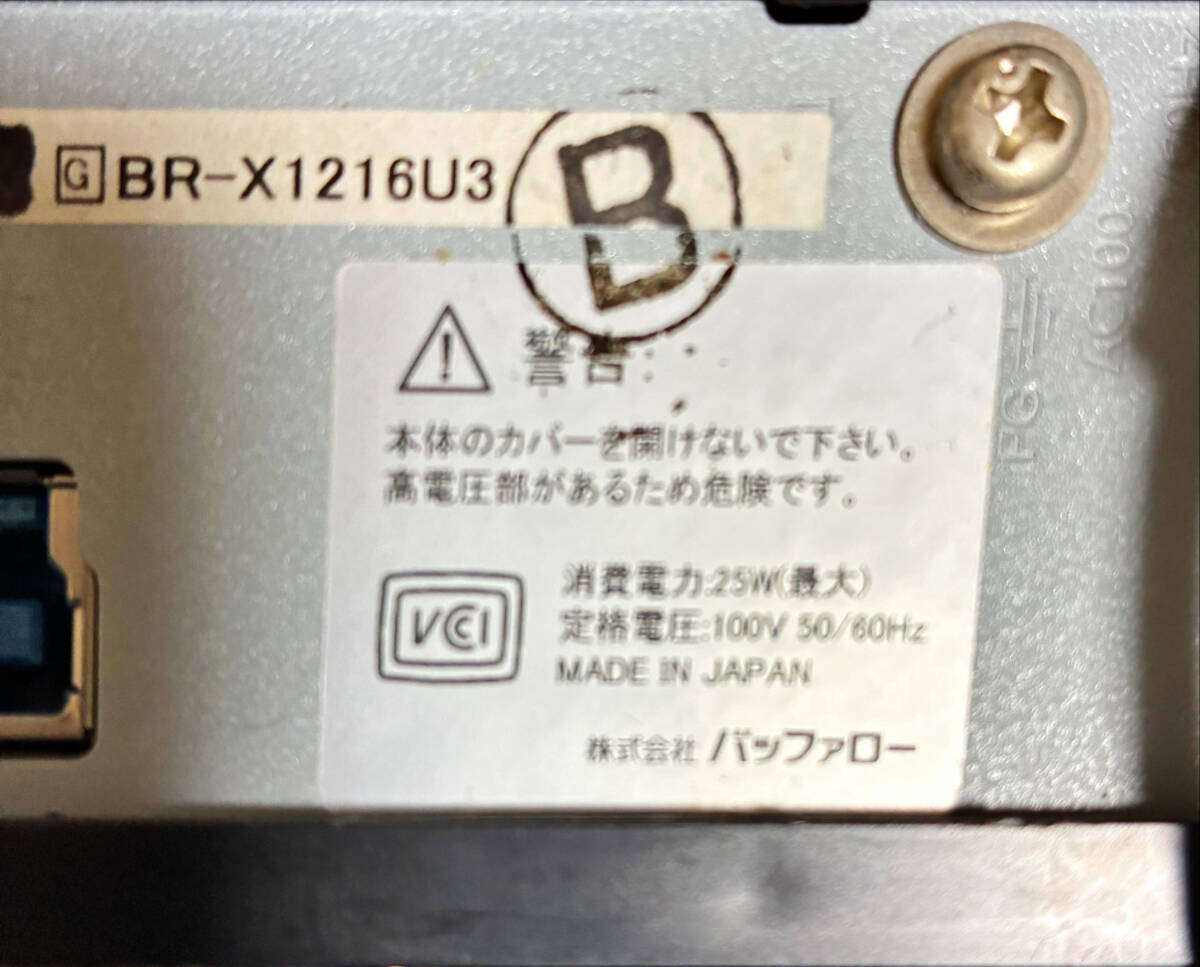 G BR-X1216U3
B
警告:
本体のカバーを開けないで下さい。
高電圧部があるため危険です。
VCCI
消費電力:25W(最大)
定格電圧:100V 50/60Hz
MADE IN JAPAN
株式会社 バッファロー
FG
AC100